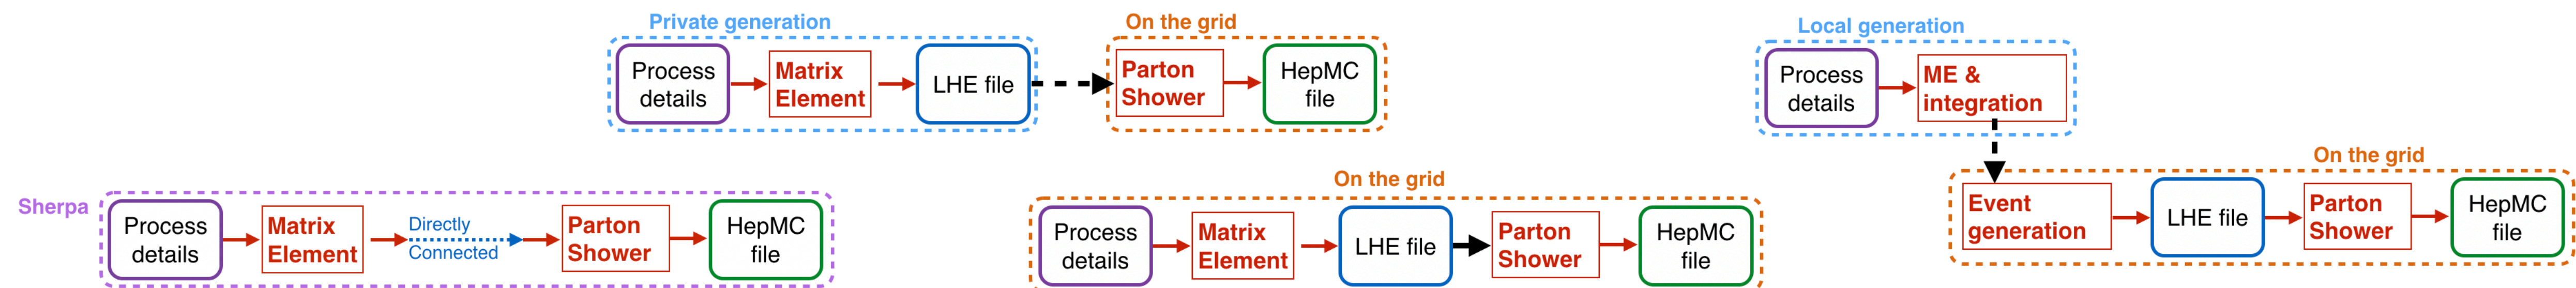 Private generation
Process
details
Matrix
Element
LHE file
On the grid
Parton
Shower
HepMC
file
Local generation
Process
details
ME &
integration
On the grid
Event
generation
LHE file
Parton
Shower
HepMC
file
Sherpa
Process
details
Matrix
Element
Directly
Connected
Parton
Shower
HepMC
file
On the grid
Process
details
Matrix
Element
LHE file
Parton
Shower
HepMC
file